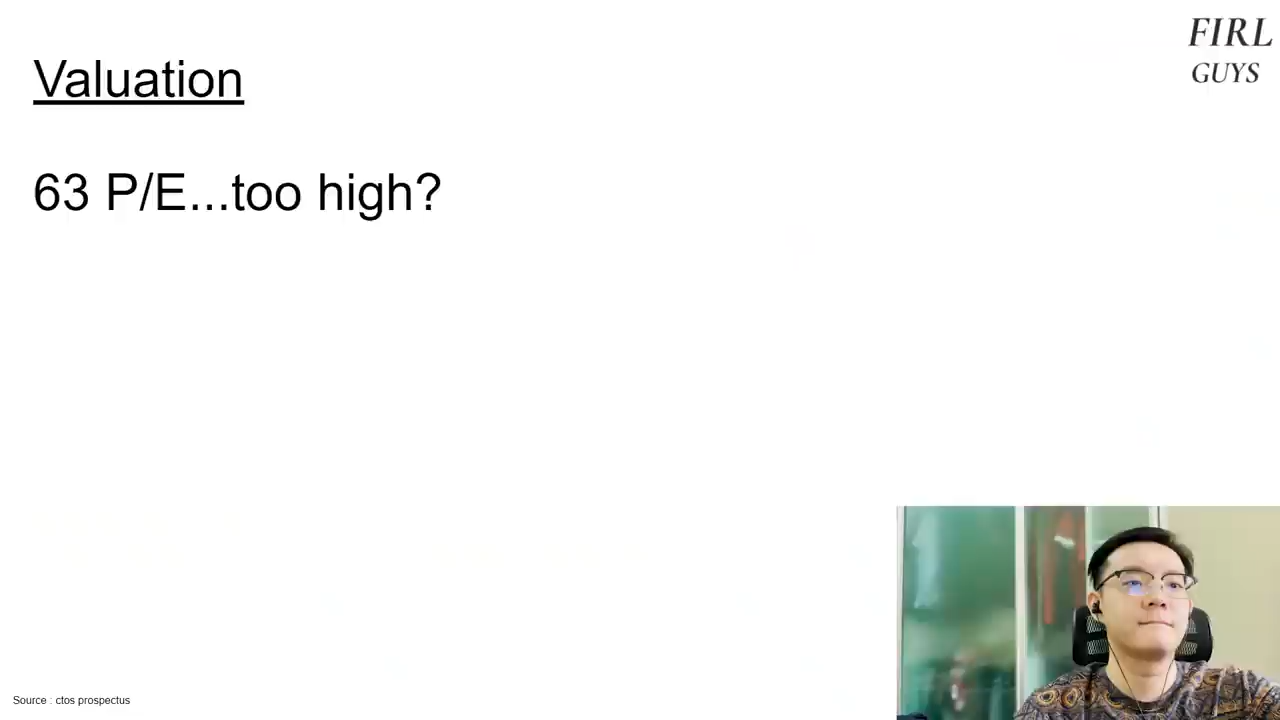 FIRL
GUYS
Valuation
63 P/E...too high?
Source : ctos prospectus